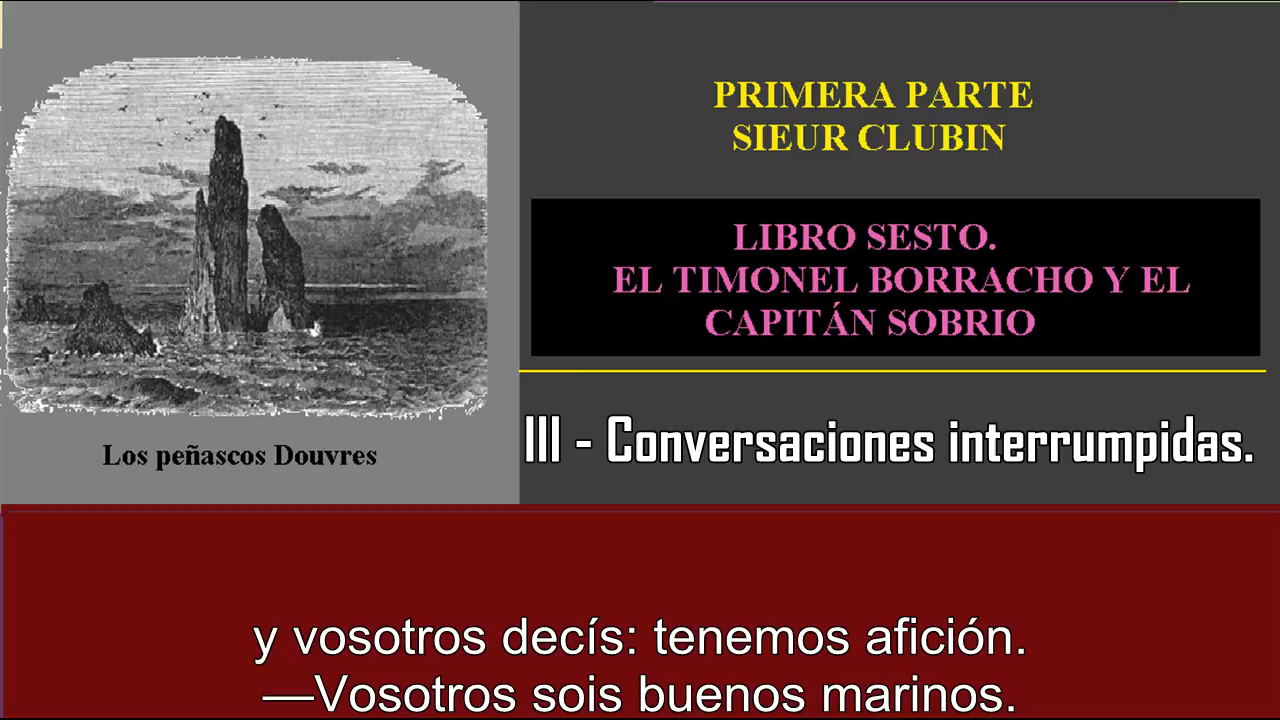 PRIMERA PARTE
SIEUR CLUBIN
LIBRO SESTO.
EL TIMONEL BORRACHO Y EL
CAPITÁN SOBRIO
Los peñascos Douvres
III - Conversaciones interrumpidas.
y vosotros decís: tenemos afición.
—Vosotros sois buenos marinos.